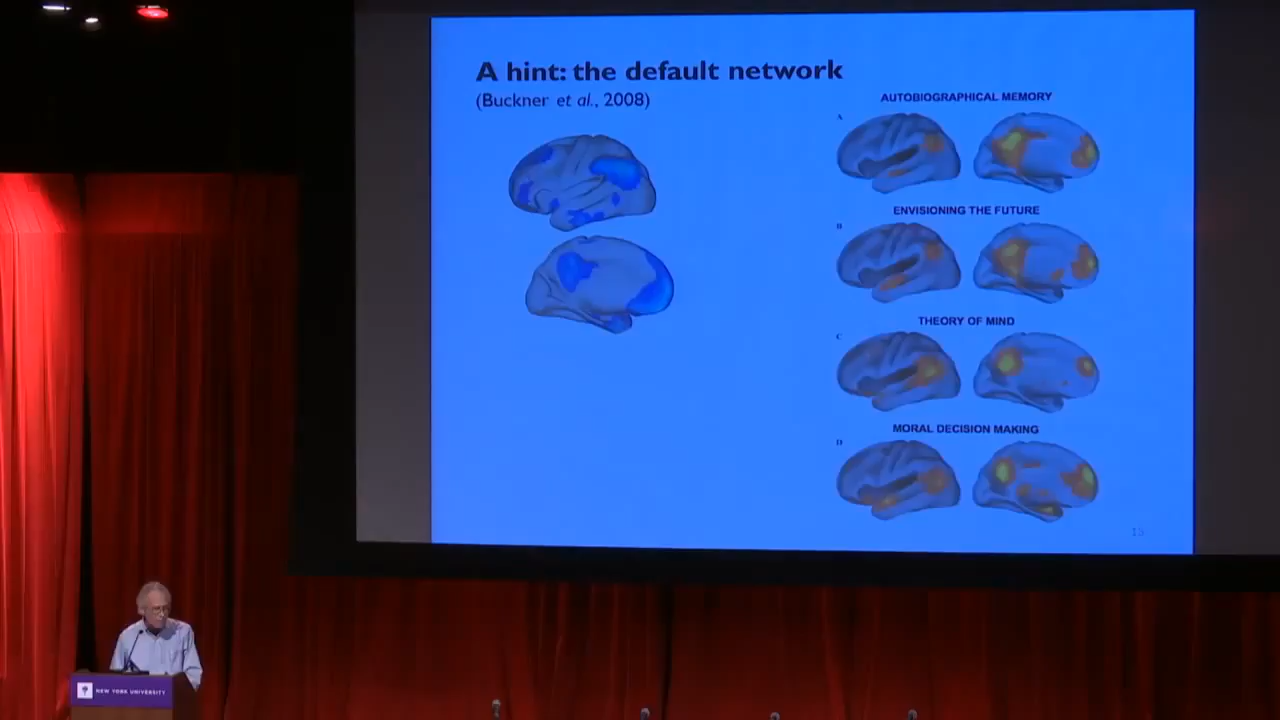 A hint: the default network
(Buckner et al., 2008)
AUTOBIOGRAPHICAL MEMORY
A
ENVISIONING THE FUTURE
B
THEORY OF MIND
C
MORAL DECISION MAKING
D
15
NEW YORK UNIVERSITY